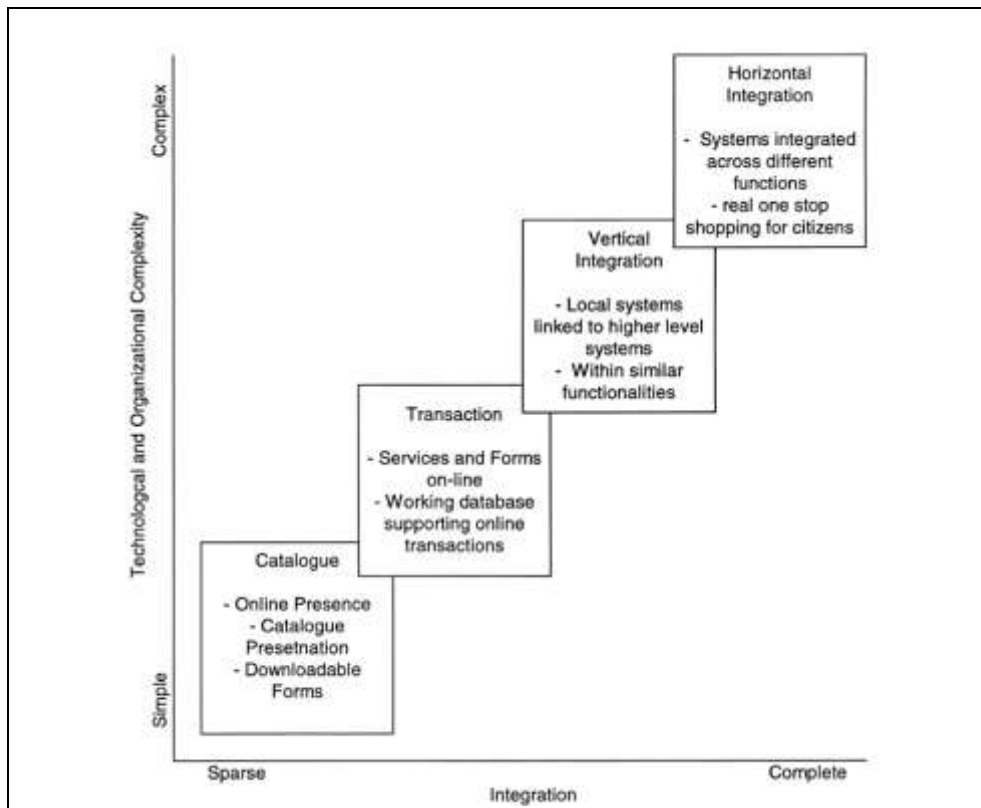 Technologcal and Organizational Complexity
Complex
Simple
Horizontal
Integration
- Systems integrated
across different
functions
- real one stop
shopping for citizens
Vertical
Integration
- Local systems
linked to higher level
systems
- Within similar
functionalities
Transaction
- Services and Forms
on-line
- Working database
supporting online
transactions
Catalogue
- Online Presence
- Catalogue
Presetnation
- Downloadable
Forms
Sparse
Complete
Integration